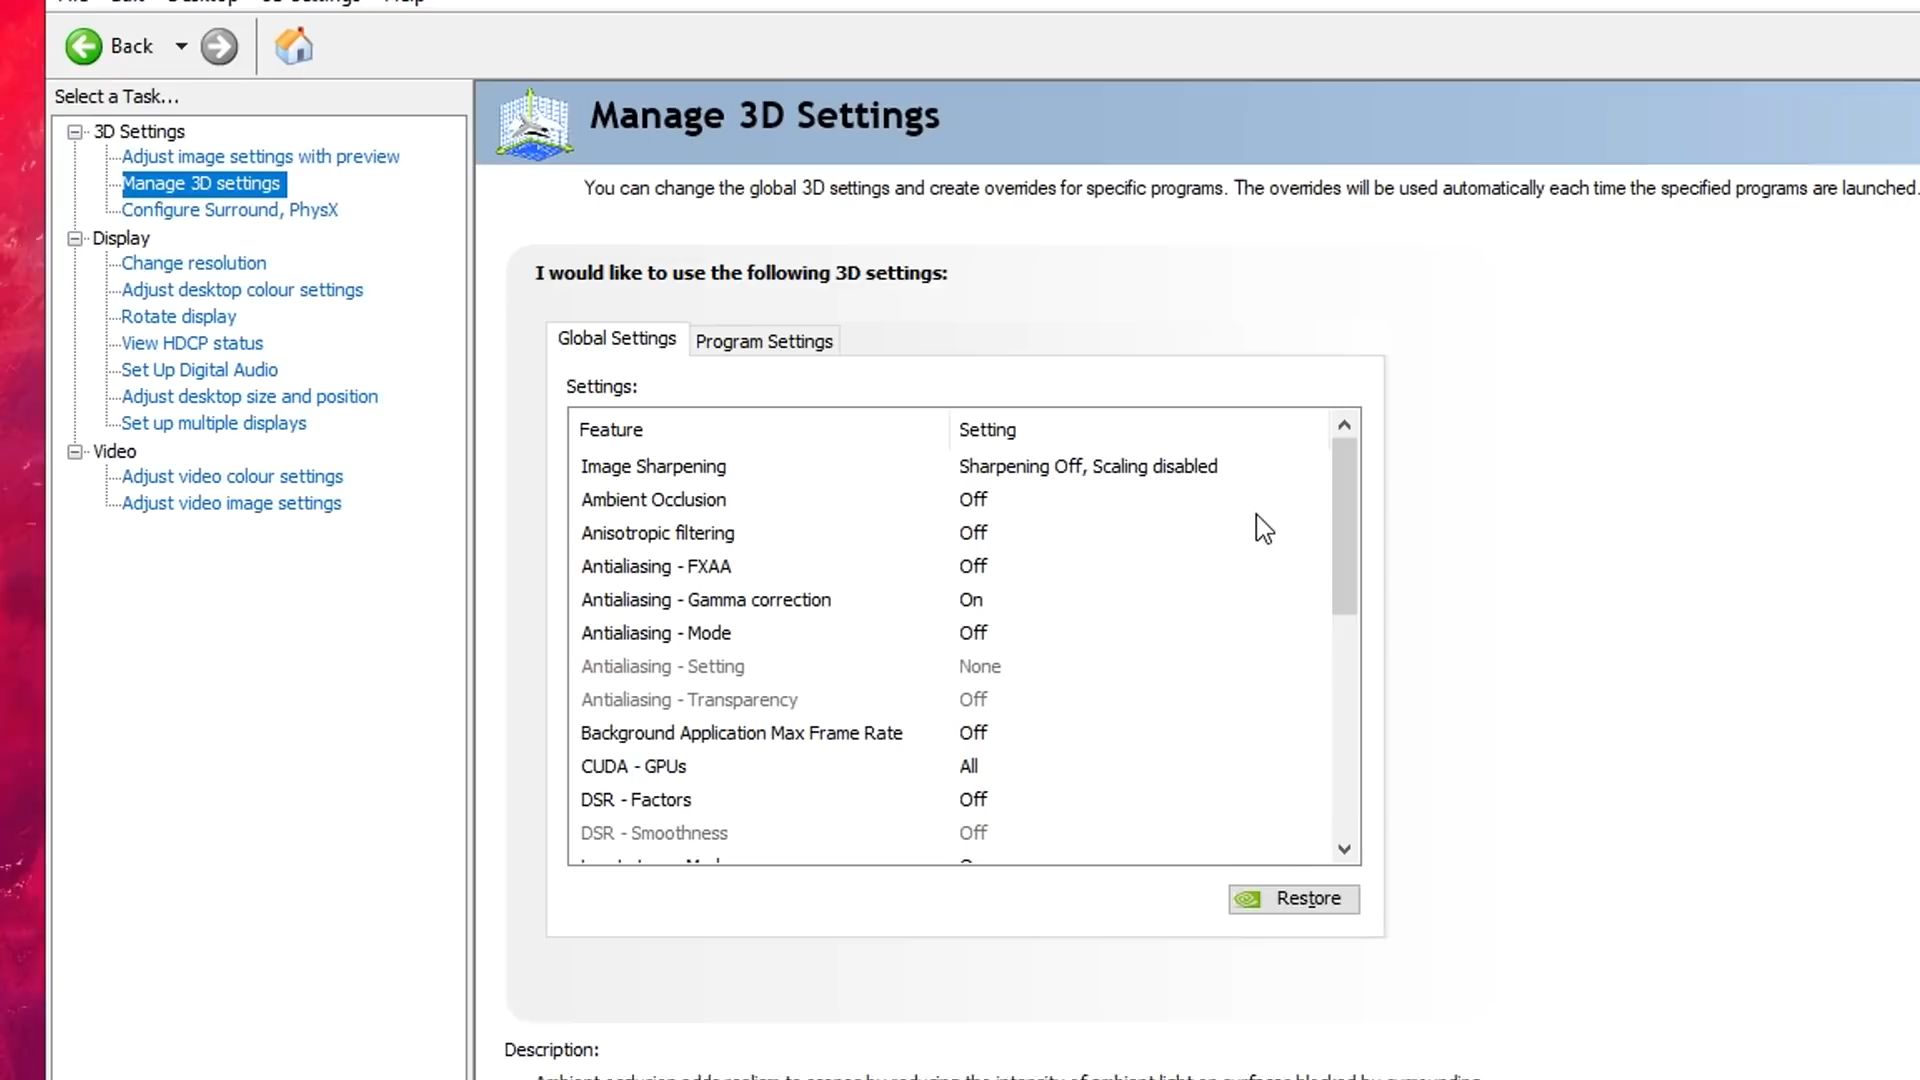 Back
Select a Task...
3D Settings
Adjust image settings with preview
Manage 3D settings
Configure Surround, PhysX
Display
Change resolution
Adjust desktop colour settings
Rotate display
View HDCP status
Set Up Digital Audio
Adjust desktop size and position
Set up multiple displays
Video
Adjust video colour settings
Adjust video image settings
Manage 3D Settings
You can change the global 3D settings and create overrides for specific programs. The overrides will be used automatically each time the specified programs are launched.
I would like to use the following 3D settings:
Global Settings Program Settings
Settings:
Feature Setting
Image Sharpening Sharpening Off, Scaling disabled
Ambient Occlusion Off
Anisotropic filtering Off
Antialiasing - FXAA Off
Antialiasing - Gamma correction On
Antialiasing - Mode Off
Antialiasing - Setting None
Antialiasing - Transparency Off
Background Application Max Frame Rate Off
CUDA - GPUs All
DSR - Factors Off
DSR - Smoothness Off
Restore
Description: